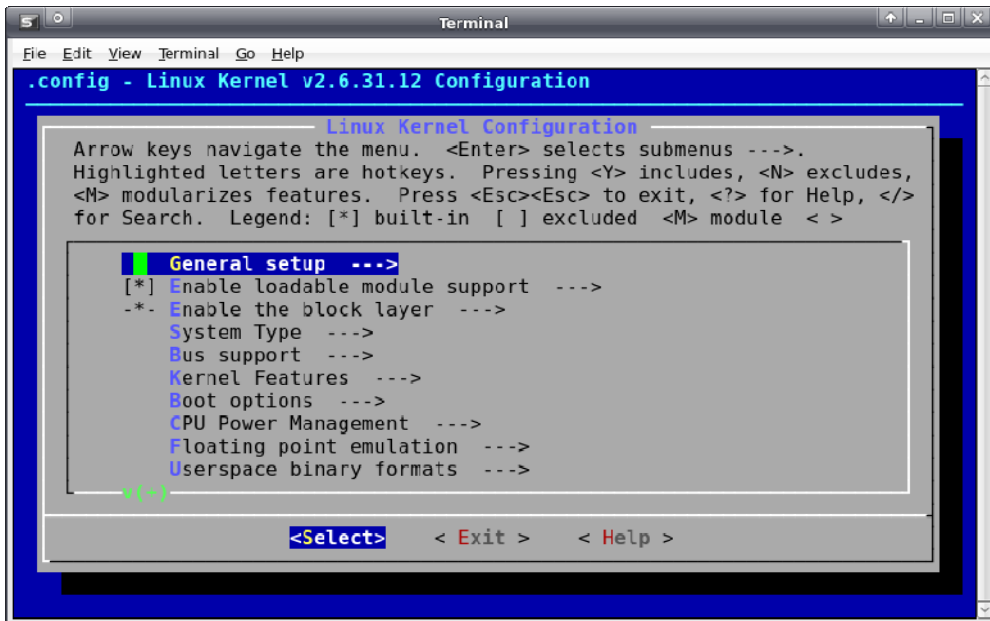 Terminal
File Edit View Terminal Go Help
.config - Linux Kernel v2.6.31.12 Configuration
Linux Kernel Configuration
Arrow keys navigate the menu. <Enter> selects submenus --->.
Highlighted letters are hotkeys. Pressing <Y> includes, <N> excludes,
<M> modularizes features. Press <Esc><Esc> to exit, <?> for Help, </>
for Search. Legend: [*] built-in [ ] excluded <M> module < >
General setup --->
[*] Enable loadable module support --->
-*- Enable the block layer --->
System Type --->
Bus support --->
Kernel Features --->
Boot options --->
CPU Power Management --->
Floating point emulation --->
Userspace binary formats --->
v(+)
<Select> < Exit > < Help >